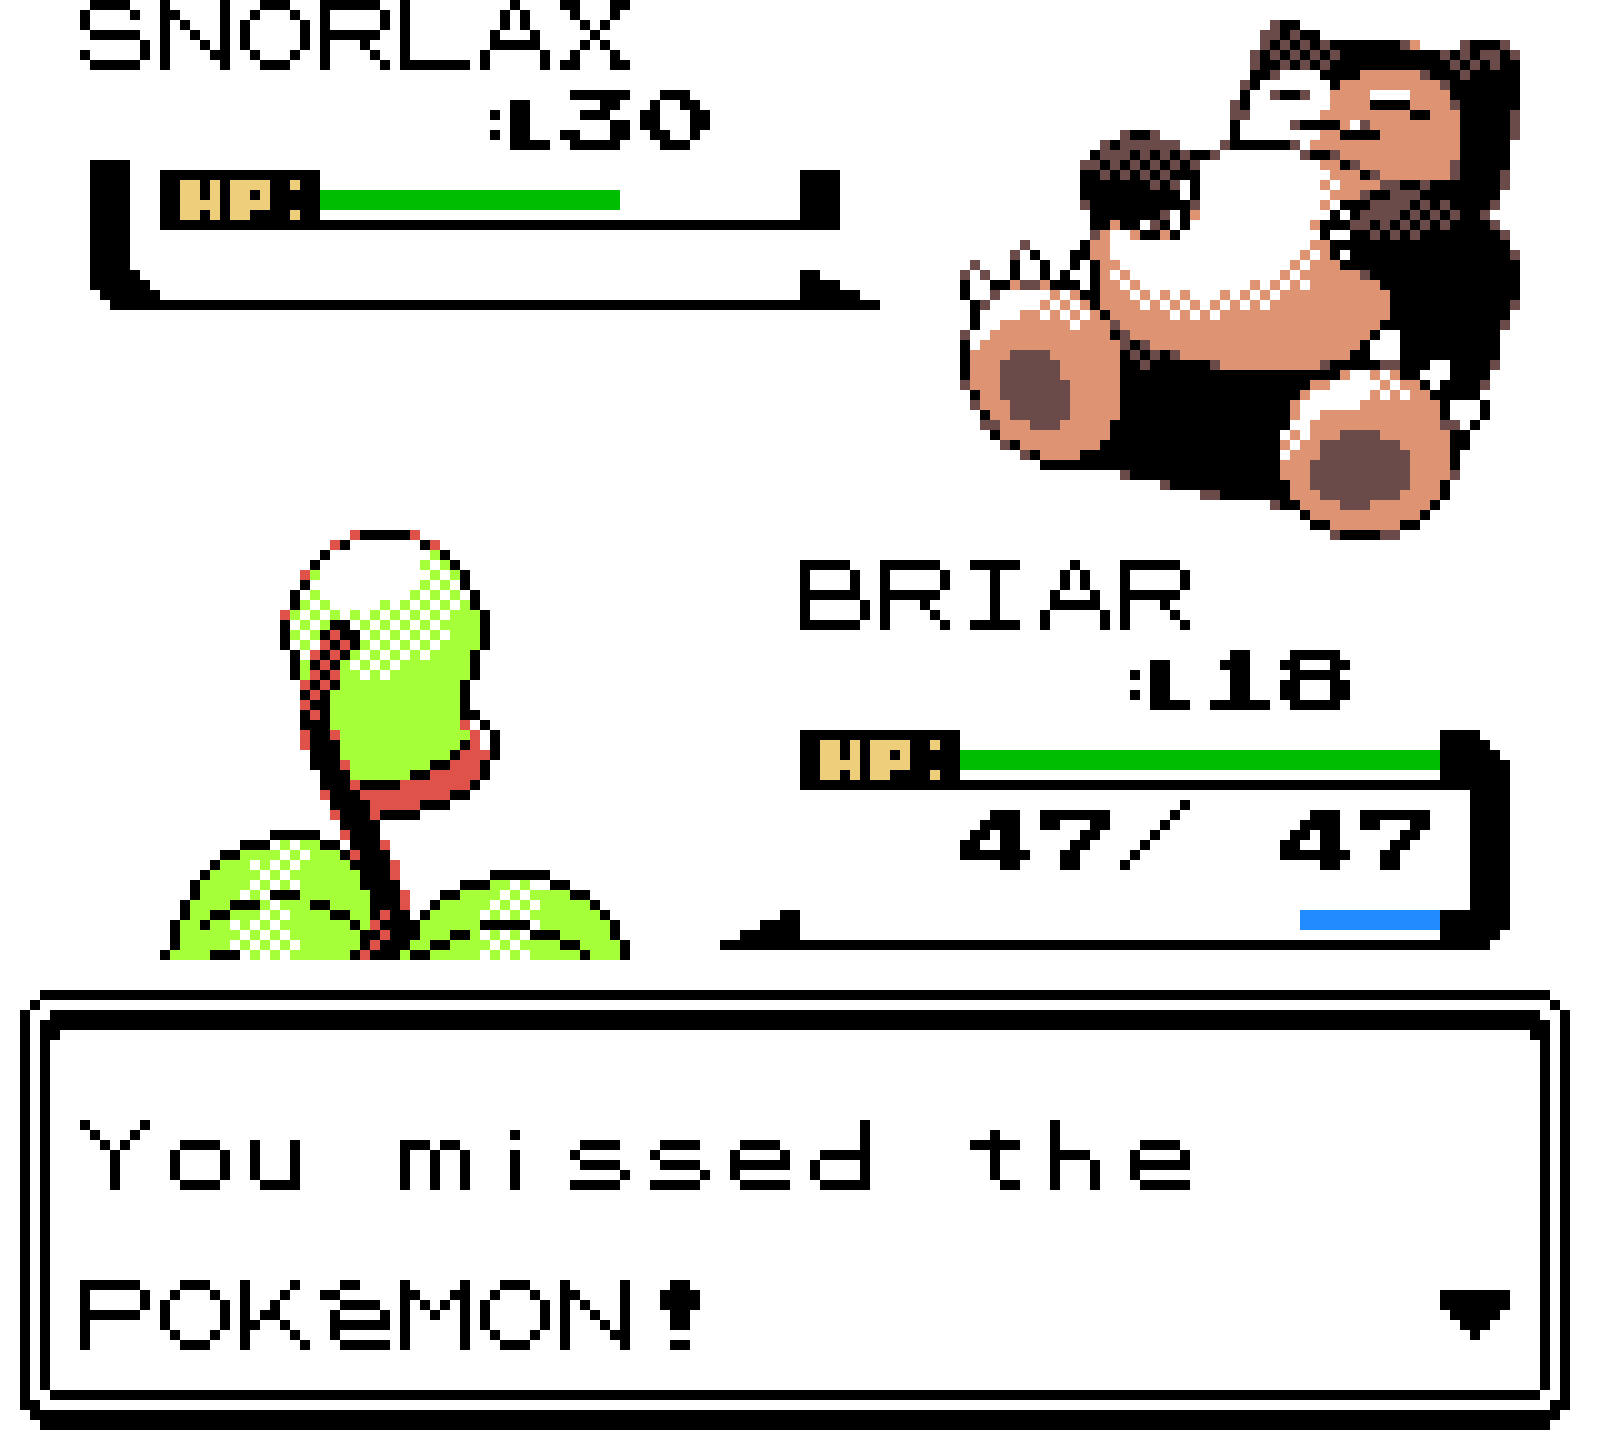 SNORLAX
:L30
HP:
BRIAR
:L18
HP:
47/ 47
You missed the
POKéMON!